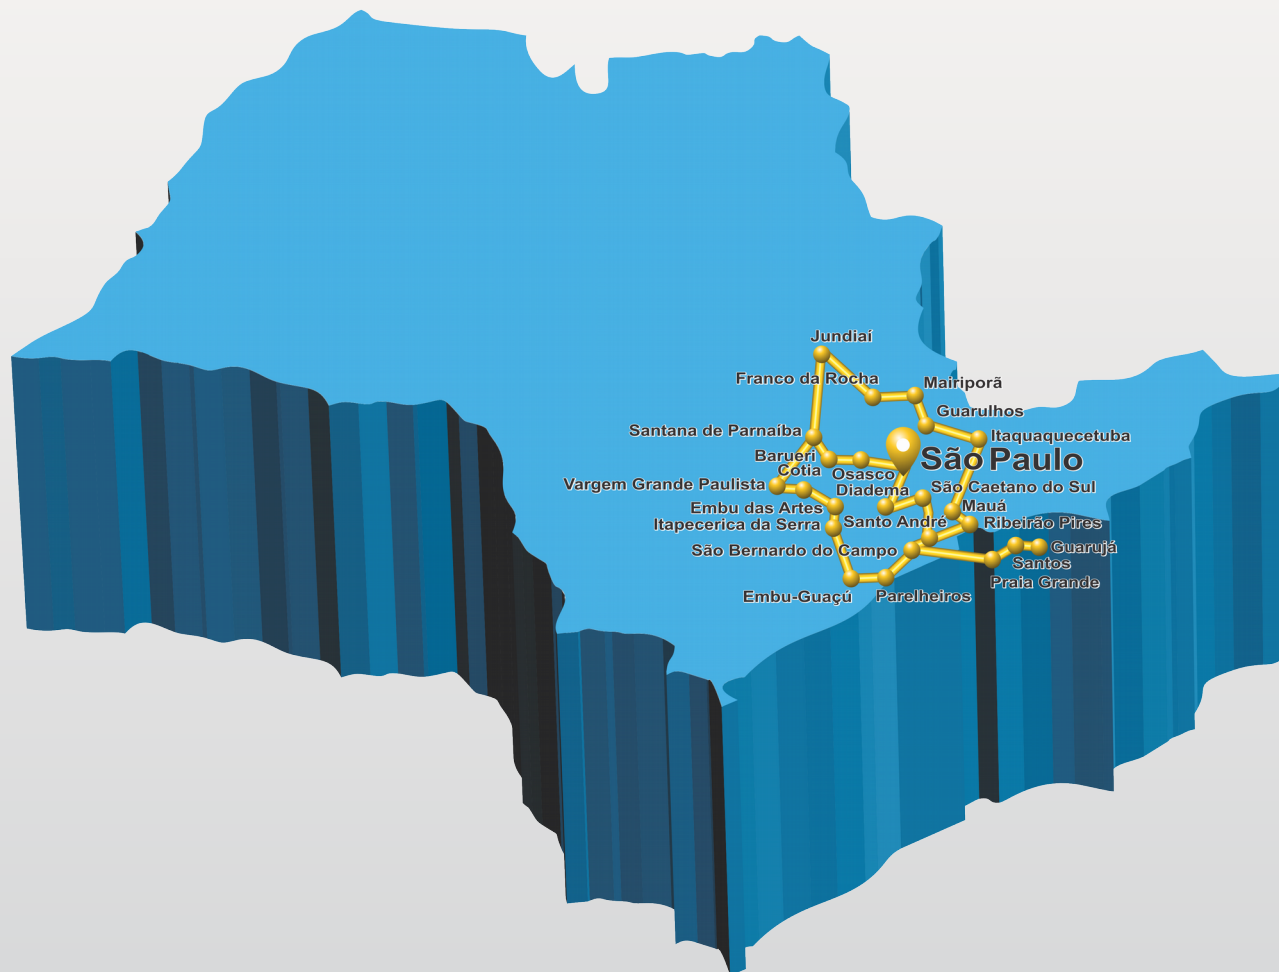 Jundiaí
Franco da Rocha
Mairiporã
Guarulhos
Santana de Parnaíba
Itaquaquecetuba
Barueri
São Paulo
Cotia
Osasco
Vargem Grande Paulista
Diadema
São Caetano do Sul
Embu das Artes
Mauá
Itapecerica da Serra
Santo André
Ribeirão Pires
São Bernardo do Campo
Guarujá
Santos
Praia Grande
Embu-Guaçú
Parelheiros